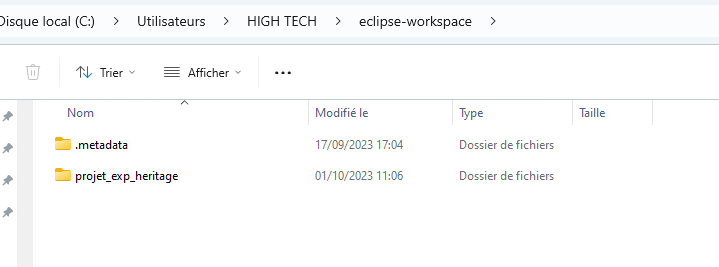 Disque local (C:) > Utilisateurs > HIGH TECH > eclipse-workspace >
Trier Afficher ...
Nom Modifié le Type Taille
.metadata 17/09/2023 17:04 Dossier de fichiers
projet_exp_heritage 01/10/2023 11:06 Dossier de fichiers